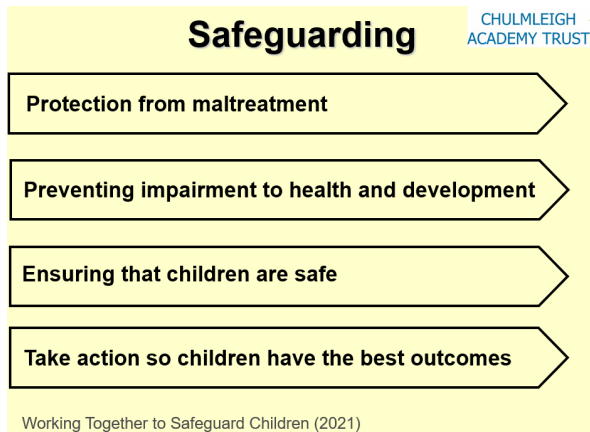 Safeguarding
CHULMLEIGH
ACADEMY TRUST
Protection from maltreatment
Preventing impairment to health and development
Ensuring that children are safe
Take action so children have the best outcomes
Working Together to Safeguard Children (2021)